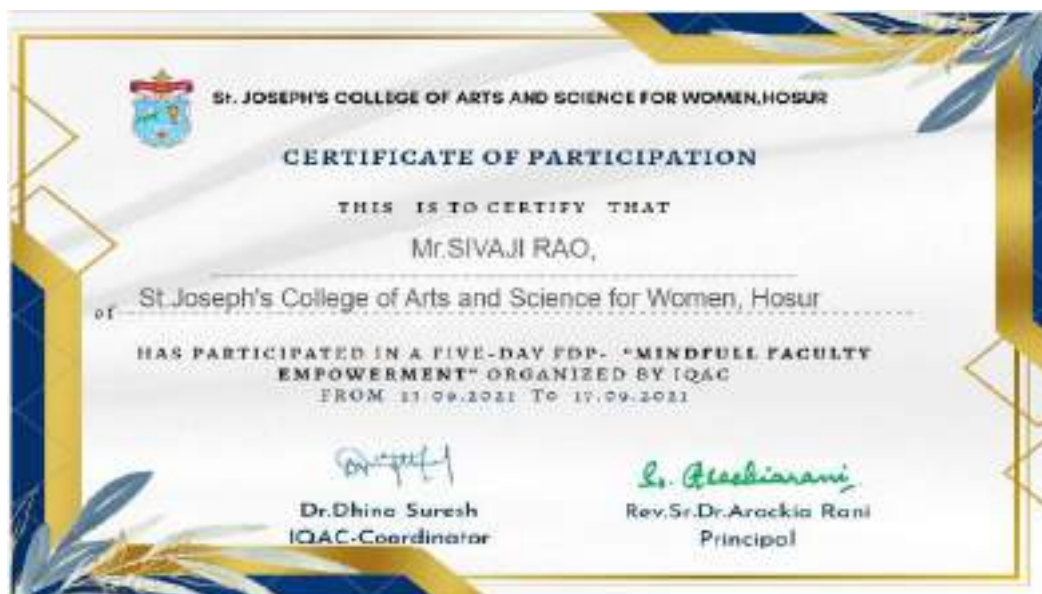 St. JOSEPH'S COLLEGE OF ARTS AND SCIENCE FOR WOMEN,HOSUR
CERTIFICATE OF PARTICIPATION
THIS IS TO CERTIFY THAT
Mr.SIVAJI RAO,
of St.Joseph's College of Arts and Science for Women, Hosur
HAS PARTICIPATED IN A FIVE-DAY FDP- "MINDFULL FACULTY
EMPOWERMENT" ORGANIZED BY IQAC
FROM 13.09.2021 To 17.09.2021
Dr.Dhina Suresh
Rev.Sr.Dr.Arockia Rani
IQAC-Coordinator
Principal